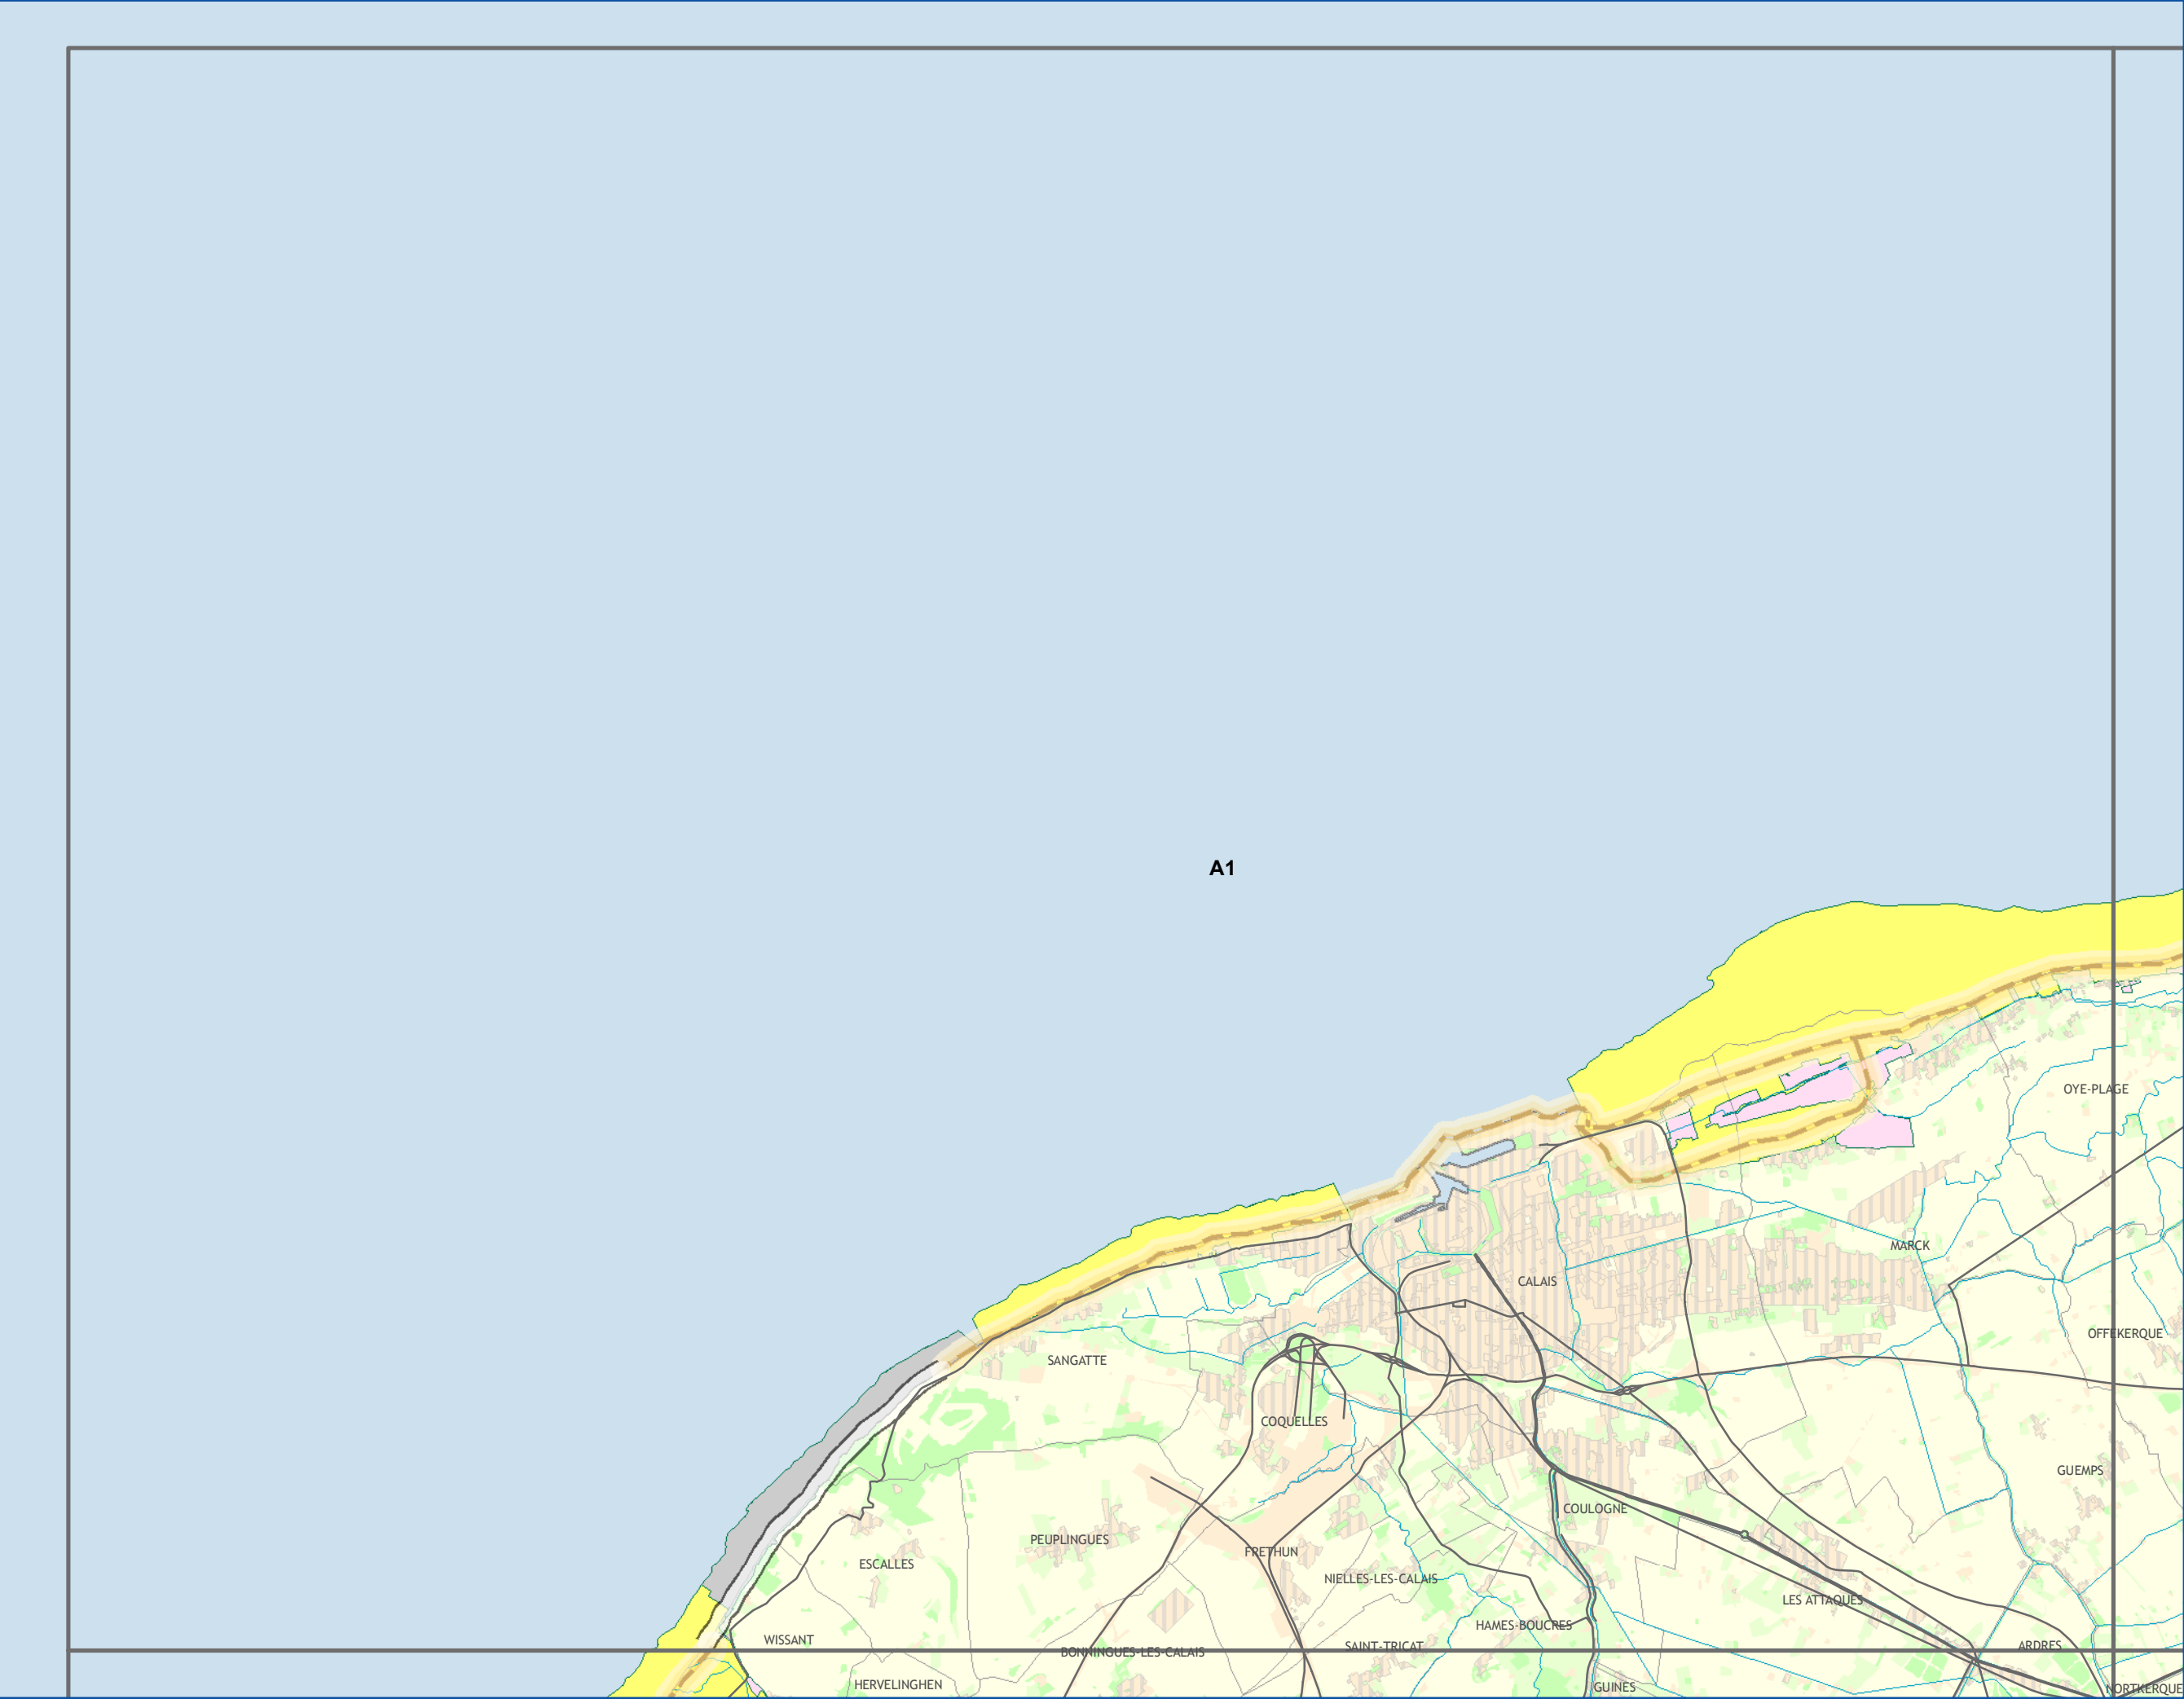 A1
OYE-PLAGE
MARCK
CALAIS
OFFEKERQUE
SANGATTE
COQUELLES
GUEMPS
COULOGNE
PEUPLINGUES
FRETHUN
ESCALLES
NIELLES-LES-CALAIS
LES ATTAQUES
HAMES-BOUCRES
WISSANT
SAINT-TRICAT
ARDRES
BONNINGUES-LES-CALAIS
HERVELINGHEN
GUINES
NORTKERQUE